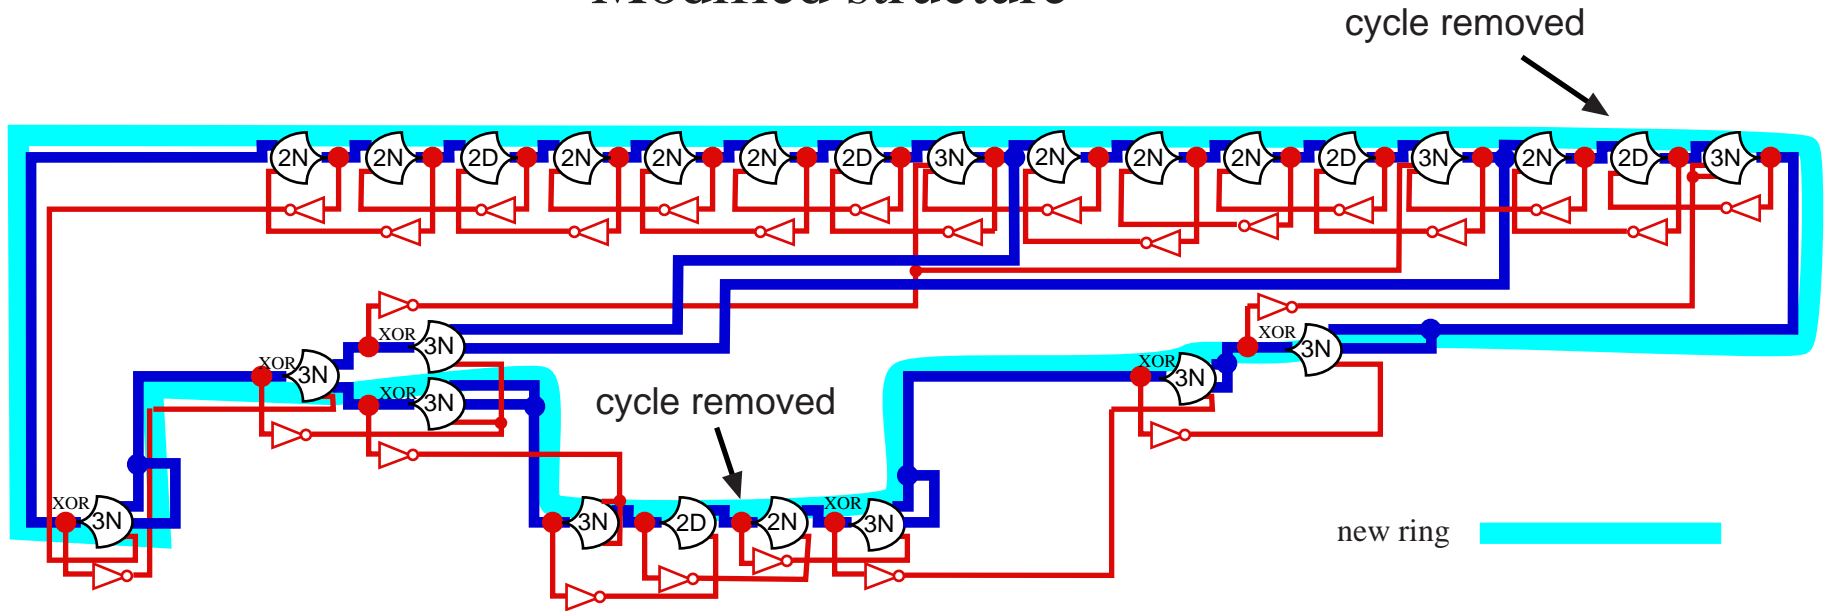 Modified structure
cycle removed
2N 2N 2D 2N 2N 2N 2D 3N 2N 2N 2N 2D 3N 2N 2D 3N
XOR 3N XOR 3N
XOR 3N XOR 3N
XOR 3N
cycle removed
XOR 3N 3N 2D 2N XOR 3N
new ring